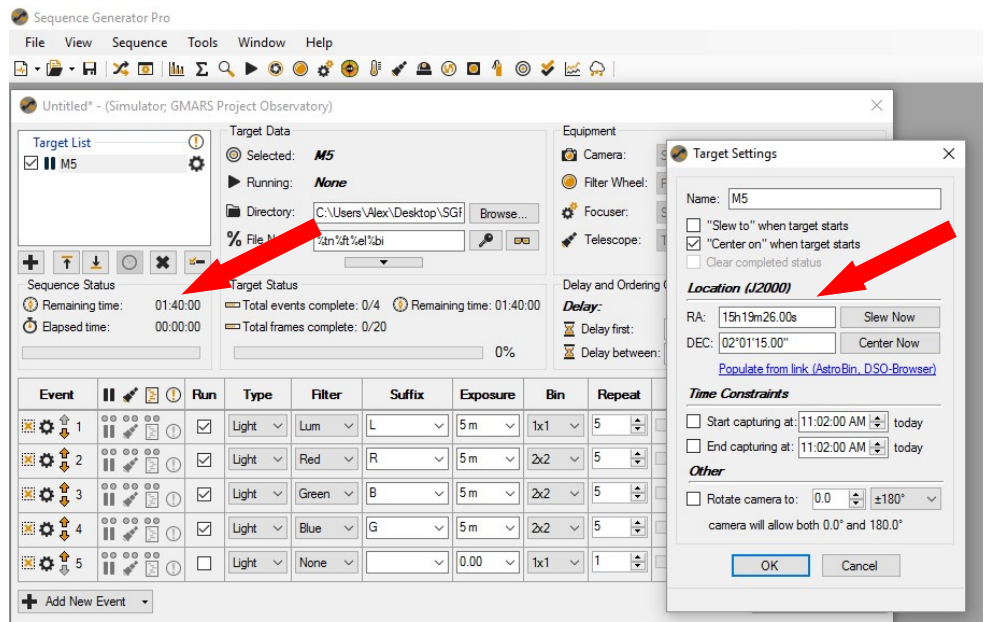 Sequence Generator Pro
File View Sequence Tools Window Help
Untitled* - (Simulator; GMARS Project Observatory)
Target List
M5
Target Data
Selected: M5
Running: None
Directory: C:\Users\Alex\Desktop\SGF Browse...
%tn%ft%el%bi
Equipment
Camera:
Filter Wheel:
Focuser:
Telescope:
Sequence Status
Remaining time: 01:40:00
Elapsed time: 00:00:00
Target Status
Total events complete: 0/4 Remaining time: 01:40:00
Total frames complete: 0/20
0%
Delay and Ordering
Delay:
Delay first:
Delay between:
Event Run Type Filter Suffix Exposure Bin Repeat
1 Light Lum L 5 m 1x1 5
2 Light Red R 5 m 2x2 5
3 Light Green B 5 m 2x2 5
4 Light Blue G 5 m 2x2 5
5 Light None 0.00 1x1 1
Add New Event
Target Settings
Name: M5
"Slew to" when target starts
"Center on" when target starts
Clear completed status
Location (J2000)
RA: 15h19m26.00s Slew Now
DEC: 02°01'15.00" Center Now
Populate from link (AstroBin, DSO-Browser)
Time Constraints
Start capturing at: 11:02:00 AM today
End capturing at: 11:02:00 AM today
Other
Rotate camera to: 0.0 ±180°
camera will allow both 0.0° and 180.0°
OK Cancel